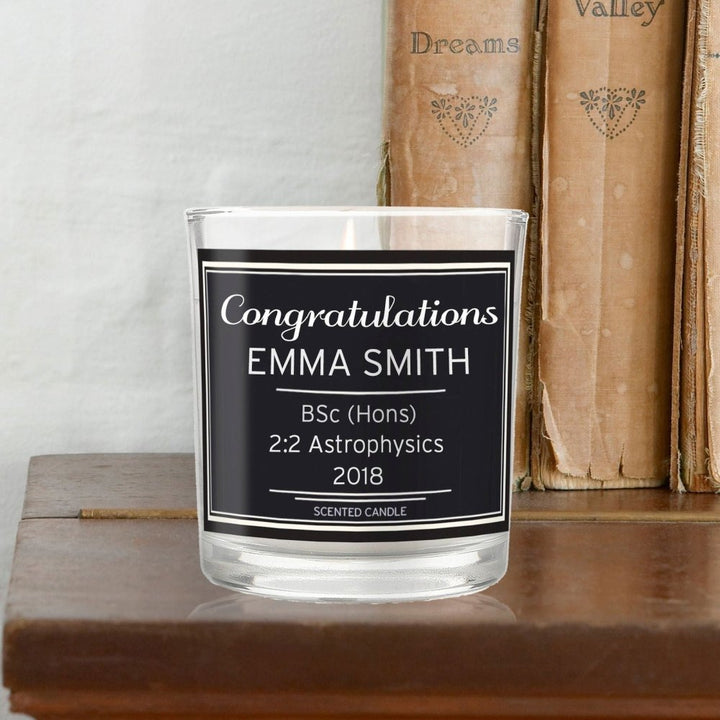 Dreams
Valley
Congratulations
EMMA SMITH
BSc (Hons)
2:2 Astrophysics
2018
SCENTED CANDLE